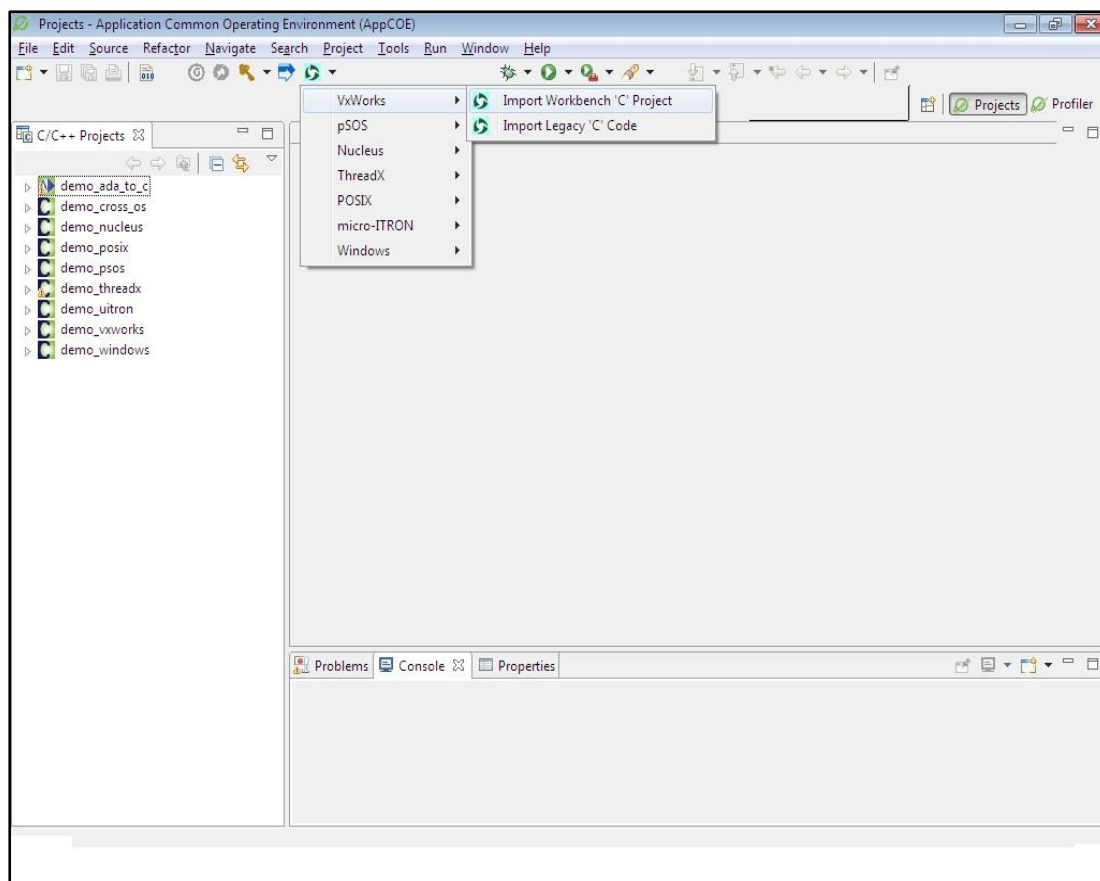 Projects - Application Common Operating Environment (AppCOE)
File Edit Source Refactor Navigate Search Project Tools Run Window Help
VxWorks
Import Workbench 'C' Project
pSOS
Import Legacy 'C' Code
Nucleus
ThreadX
POSIX
micro-ITRON
Windows
Projects Profiler
C/C++ Projects
demo_ada_to_c
demo_cross_os
demo_nucleus
demo_posix
demo_psos
demo_threadx
demo_uitron
demo_vxworks
demo_windows
Problems Console Properties